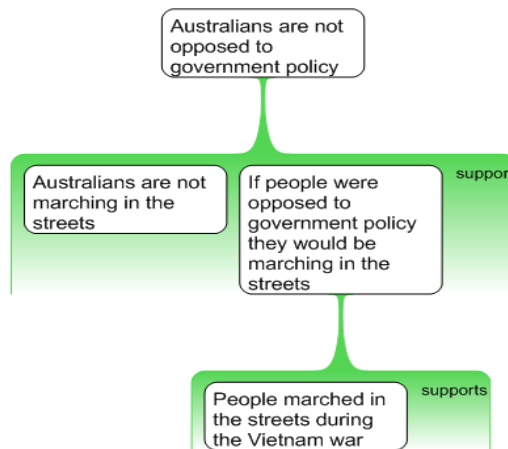 Australians are not
opposed to
government policy
Australians are not
marching in the
streets
If people were
opposed to
government policy
they would be
marching in the
streets
support
People marched in
the streets during
the Vietnam war
supports